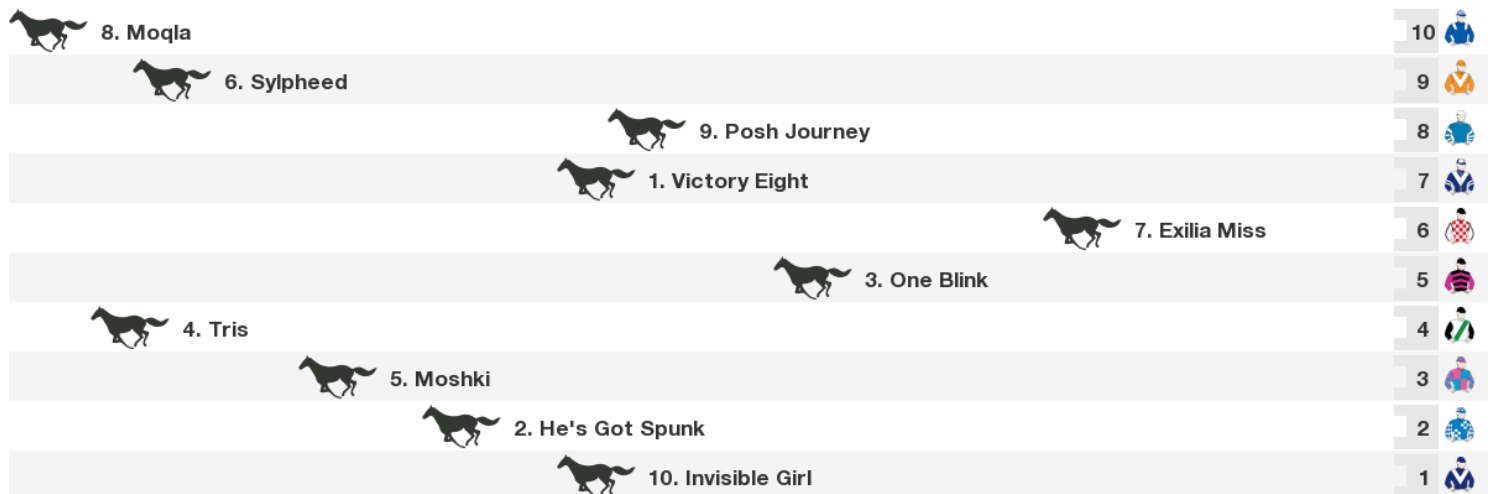 8. Moqla 10
6. Sylpheed 9
9. Posh Journey 8
1. Victory Eight 7
7. Exilia Miss 6
3. One Blink 5
4. Tris 4
5. Moshki 3
2. He's Got Spunk 2
10. Invisible Girl 1